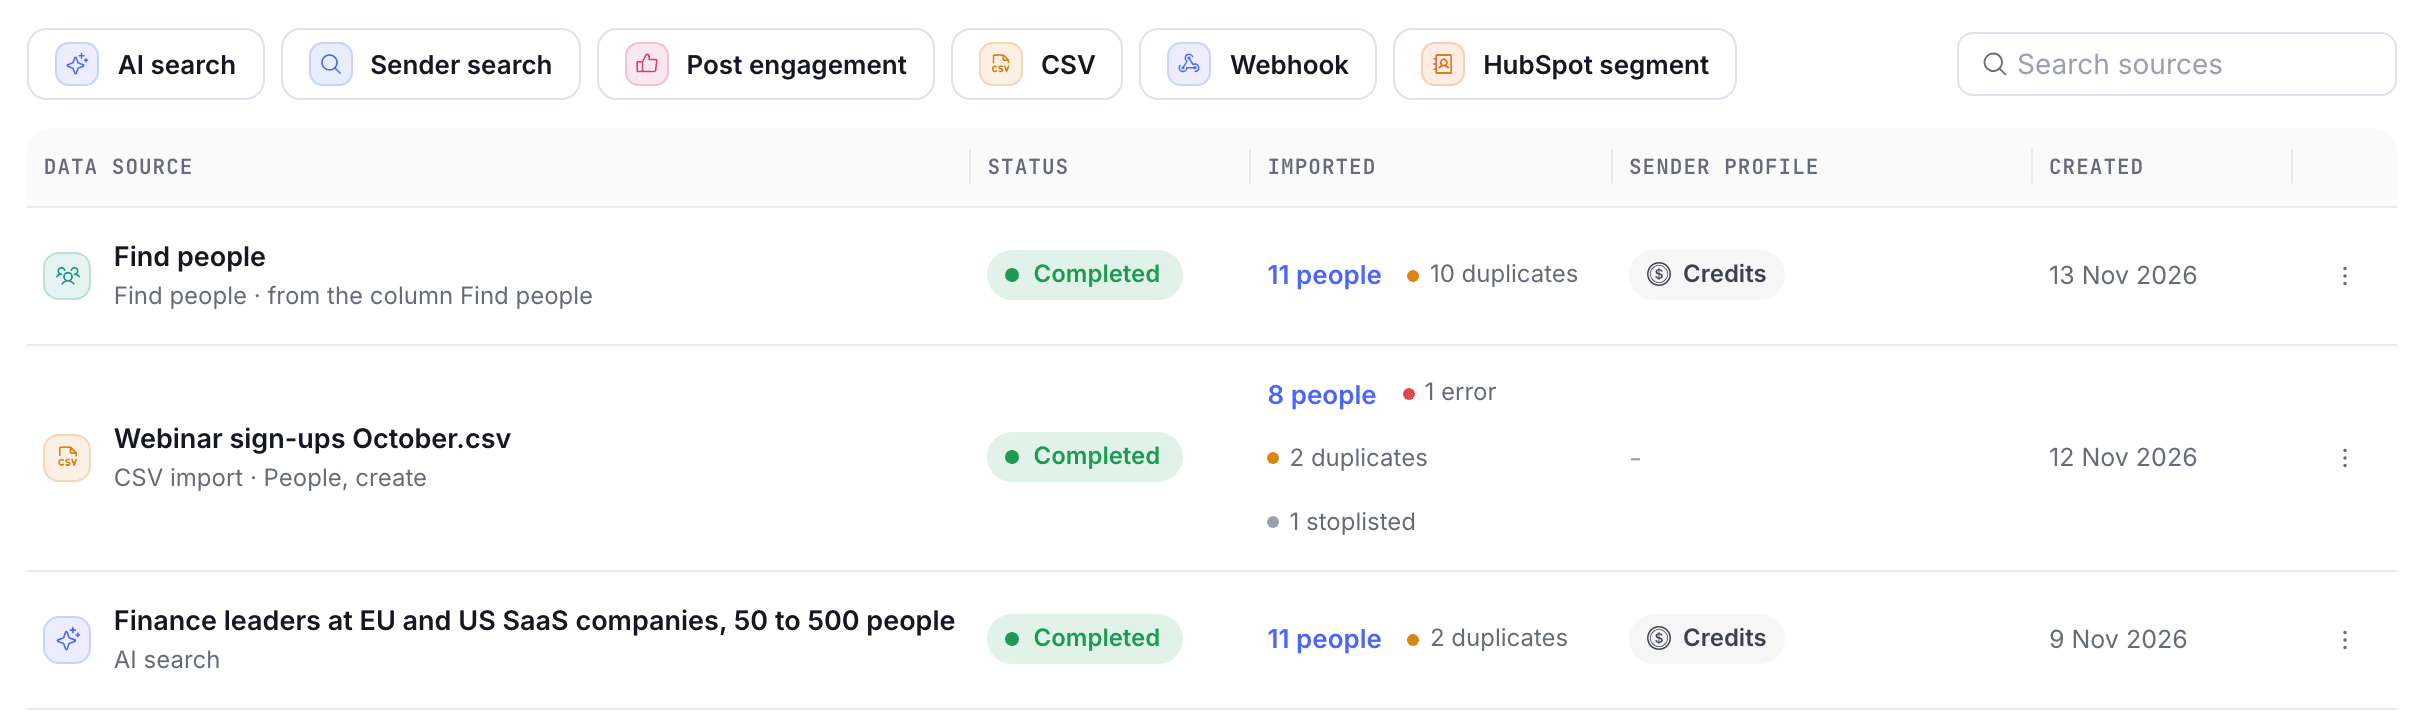 AI search
Sender search
Post engagement
CSV
CSV
Webhook
HubSpot segment
Search sources
DATA SOURCE
STATUS
IMPORTED
SENDER PROFILE
CREATED
Find people
Find people · from the column Find people
Completed
11 people
10 duplicates
Credits
13 Nov 2026
CSV
Webinar sign-ups October.csv
CSV import · People, create
Completed
8 people
1 error
2 duplicates
1 stoplisted
-
12 Nov 2026
Finance leaders at EU and US SaaS companies, 50 to 500 people
AI search
Completed
11 people
2 duplicates
Credits
9 Nov 2026